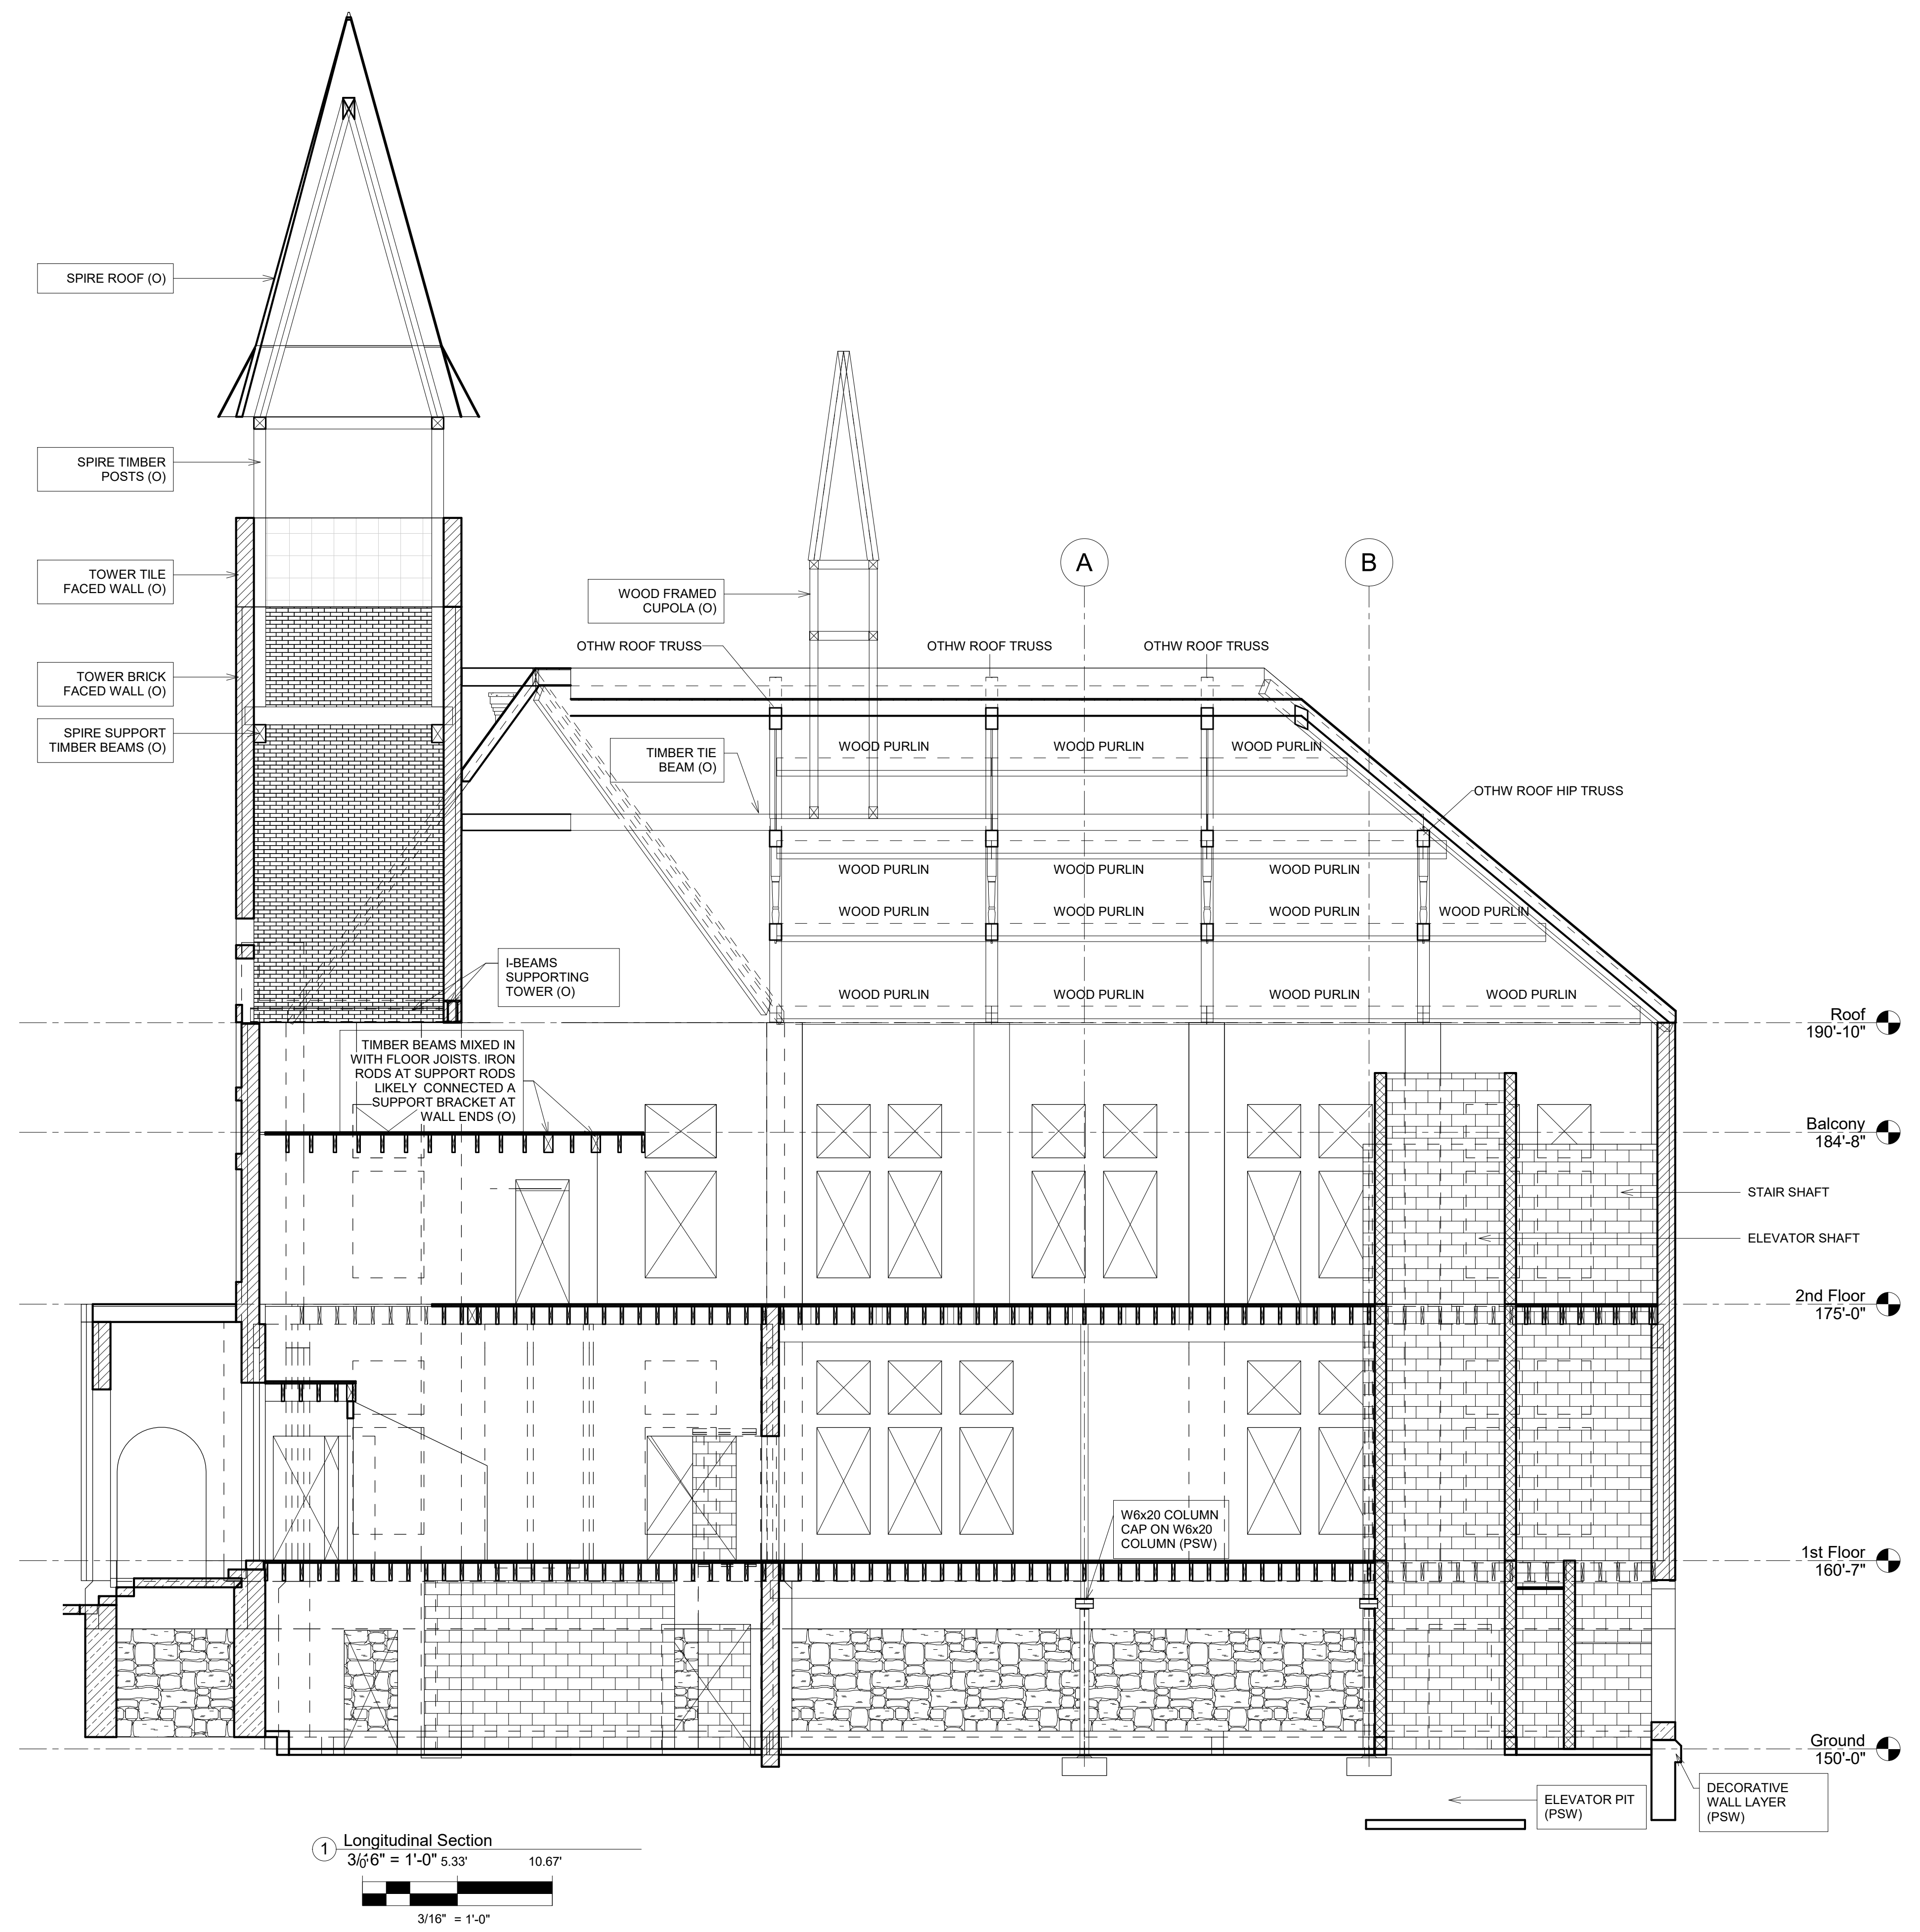 SPIRE ROOF (O)
SPIRE TIMBER
POSTS (O)
TOWER TILE
FACED WALL (O)
WOOD FRAMED
CUPOLA (O)
A
B
OTHW ROOF TRUSS
OTHW ROOF TRUSS
OTHW ROOF TRUSS
TOWER BRICK
FACED WALL (O)
SPIRE SUPPORT
TIMBER BEAMS (O)
TIMBER TIE
BEAM (O)
WOOD PURLIN
WOOD PURLIN
WOOD PURLIN
OTHW ROOF HIP TRUSS
WOOD PURLIN
WOOD PURLIN
WOOD PURLIN
WOOD PURLIN
WOOD PURLIN
WOOD PURLIN
WOOD PURLIN
I-BEAMS
SUPPORTING
TOWER (O)
WOOD PURLIN
WOOD PURLIN
WOOD PURLIN
WOOD PURLIN
Roof
190'-10"
TIMBER BEAMS MIXED IN
WITH FLOOR JOISTS. IRON
RODS AT SUPPORT RODS
LIKELY CONNECTED A
SUPPORT BRACKET AT
WALL ENDS (O)
Balcony
184'-8"
STAIR SHAFT
ELEVATOR SHAFT
2nd Floor
175'-0"
W6x20 COLUMN
CAP ON W6x20
COLUMN (PSW)
1st Floor
160'-7"
Ground
150'-0"
ELEVATOR PIT
(PSW)
DECORATIVE
WALL LAYER
(PSW)
1
Longitudinal Section
3/16" = 1'-0"
0 5.33' 10.67'
3/16" = 1'-0"